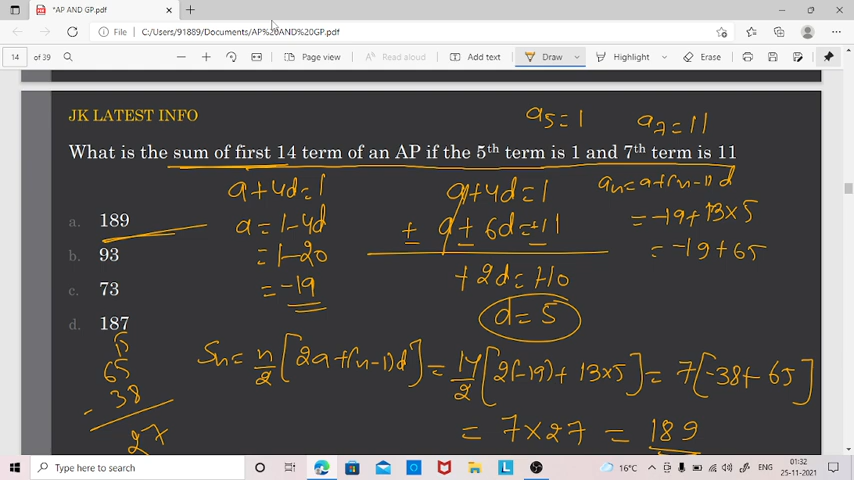 *AP AND GP.pdf
File C:/Users/91889/Documents/AP%20AND%20GP.pdf
14 of 39 Page view Read aloud Add text Draw Highlight Erase
JK LATEST INFO
a5=1 a7=11
What is the sum of first 14 term of an AP if the 5th term is 1 and 7th term is 11
a+4d=1 a+4d=1 an=a+(n-1)d
a. 189 a=1-4d ± a ± 6d=±11 =-19+13×5
b. 93 =1-20 =-19+65
c. 73 =-19 +2d=+10
d. 187 d=5
65 Sn=n/2[2a+(n-1)d]=14/2[2(-19)+13×5]=7[-38+65]
-38
27 =7×27=189
Type here to search 16°C ENG 01:32
25-11-2021